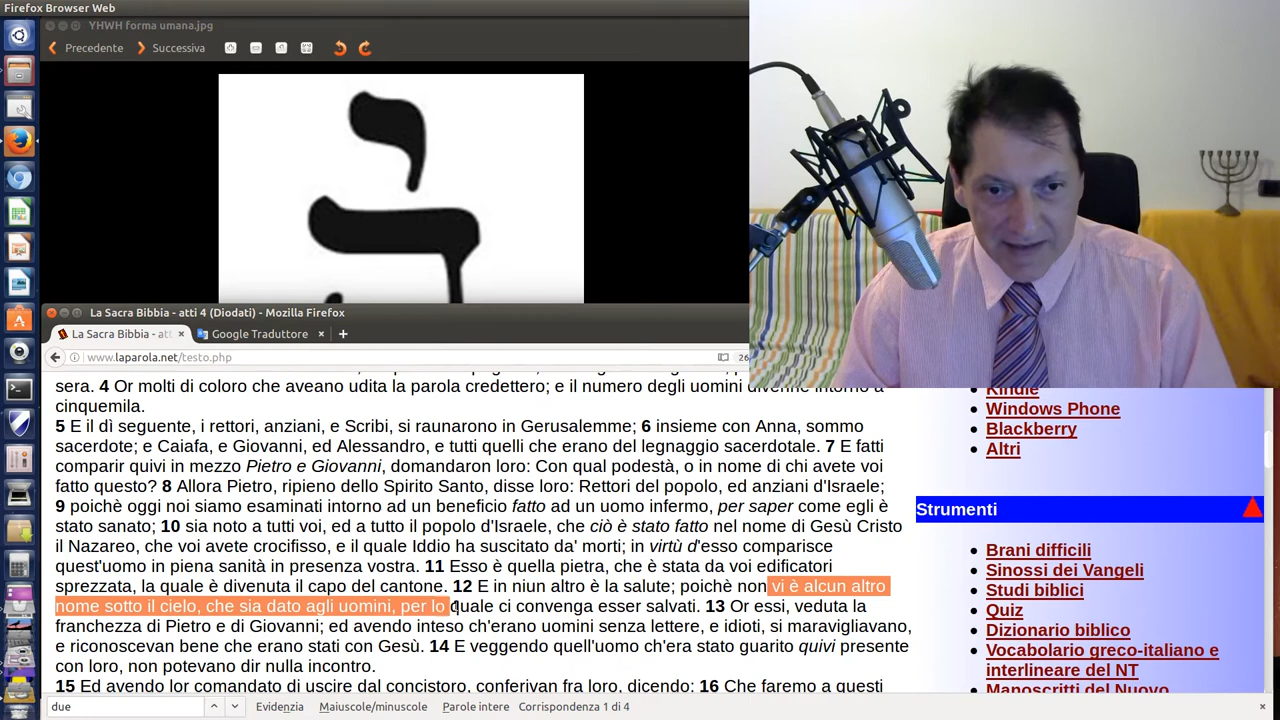 Firefox Browser Web
YHWH forma umana.jpg
Precedente
Successiva
י
La Sacra Bibbia - atti 4 (Diodati) - Mozilla Firefox
La Sacra Bibbia - att
Google Traduttore
www.laparola.net/testo.php
26
sera. 4 Or molti di coloro che aveano udita la parola credettero; e il numero degli uomini divenne intorno a
cinquemila.
5 E il dì seguente, i rettori, anziani, e Scribi, si raunarono in Gerusalemme; 6 insieme con Anna, sommo
sacerdote; e Caiafa, e Giovanni, ed Alessandro, e tutti quelli che erano del legnaggio sacerdotale. 7 E fatti
comparir quivi in mezzo Pietro e Giovanni, domandaron loro: Con qual podestà, o in nome di chi avete voi
fatto questo? 8 Allora Pietro, ripieno dello Spirito Santo, disse loro: Rettori del popolo, ed anziani d'Israele;
9 poichè oggi noi siamo esaminati intorno ad un beneficio fatto ad un uomo infermo, per saper come egli è
stato sanato; 10 sia noto a tutti voi, ed a tutto il popolo d'Israele, che ciò è stato fatto nel nome di Gesù Cristo
il Nazareo, che voi avete crocifisso, e il quale Iddio ha suscitato da' morti; in virtù d'esso comparisce
quest'uomo in piena sanità in presenza vostra. 11 Esso è quella pietra, che è stata da voi edificatori
sprezzata, la quale è divenuta il capo del cantone. 12 E in niun altro è la salute; poichè non vi è alcun altro
nome sotto il cielo, che sia dato agli uomini, per lo quale ci convenga esser salvati. 13 Or essi, veduta la
franchezza di Pietro e di Giovanni; ed avendo inteso ch'erano uomini senza lettere, e idioti, si maravigliavano,
e riconoscevan bene che erano stati con Gesù. 14 E veggendo quell'uomo ch'era stato guarito quivi presente
con loro, non potevano dir nulla incontro.
15 Ed avendo lor comandato di uscire dal concistoro, conferivan fra loro, dicendo: 16 Che faremo a questi
Kindle
Windows Phone
Blackberry
Altri
Strumenti
Brani difficili
Sinossi dei Vangeli
Studi biblici
Quiz
Dizionario biblico
Vocabolario greco-italiano e
interlineare del NT
Manoscritti del Nuovo
due
Evidenzia
Maiuscole/minuscole
Parole intere
Corrispondenza 1 di 4